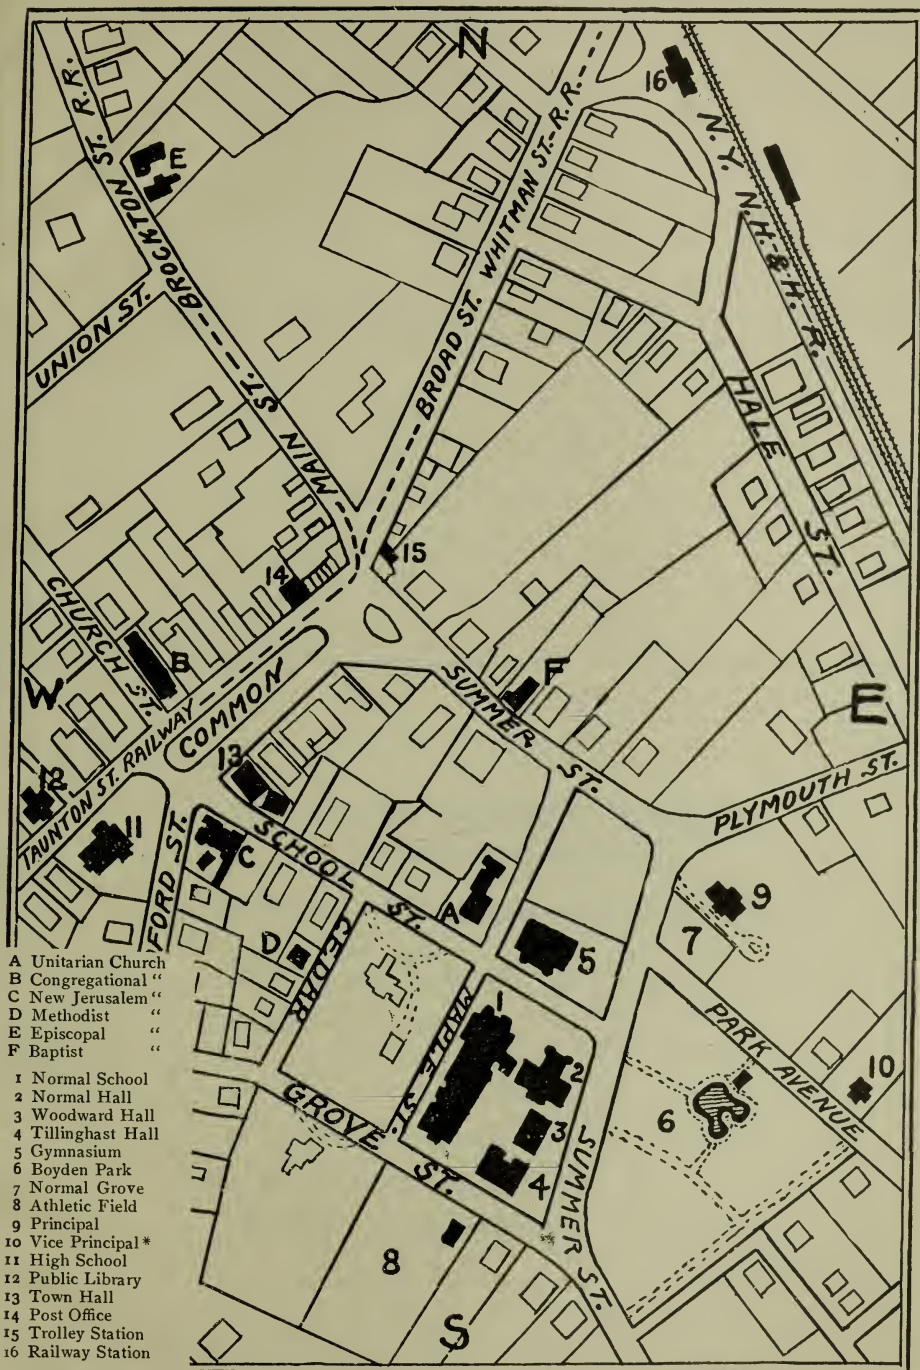 N
16
N. Y. N. H. & H. R. R.
E
BROCKTON ST. R. R.
WHITMAN ST. R.R.
BROAD ST.
UNION ST.
MAIN ST.
HALE ST.
15
14
CHURCH ST.
B
F
W
COMMON
SUMMER ST.
E
12
TAUNTON ST. RAILWAY
13
PLYMOUTH ST.
11
C
SCHOOL ST.
A
9
FORD ST.
5
7
D
CEDAR
MAPLE ST.
1
2
3
4
PARK AVENUE
10
6
GROVE ST.
SUMMER ST.
8
S
A Unitarian Church
B Congregational “
C New Jerusalem “
D Methodist “
E Episcopal “
F Baptist “
1 Normal School
2 Normal Hall
3 Woodward Hall
4 Tillinghast Hall
5 Gymnasium
6 Boyden Park
7 Normal Grove
8 Athletic Field
9 Principal
10 Vice Principal*
11 High School
12 Public Library
13 Town Hall
14 Post Office
15 Trolley Station
16 Railway Station